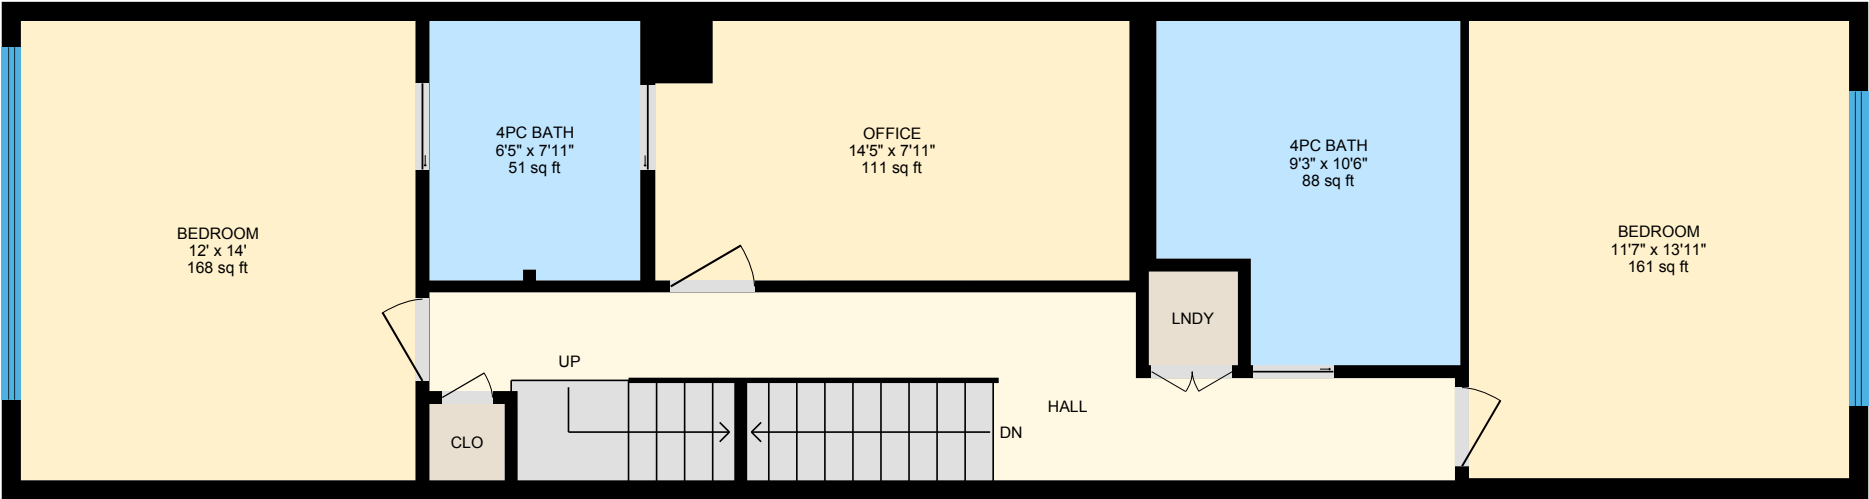 BEDROOM
12' x 14'
168 sq ft
4PC BATH
6'5" x 7'11"
51 sq ft
OFFICE
14'5" x 7'11"
111 sq ft
4PC BATH
9'3" x 10'6"
88 sq ft
BEDROOM
11'7" x 13'11"
161 sq ft
LNDY
UP
HALL
DN
CLO